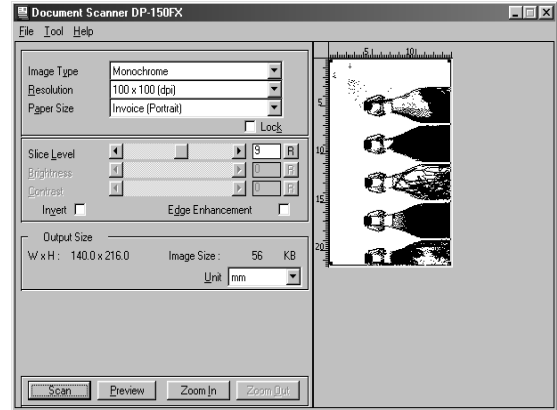 Document Scanner DP-150FX
File Tool Help
Image Type Monochrome
Resolution 100 x 100 (dpi)
Paper Size Invoice (Portrait)
Lock
Slice Level 9 R
Brightness 0 R
Contrast 0 R
Invert Edge Enhancement
Output Size
W x H : 140.0 x 216.0 Image Size : 56 KB
Unit mm
Scan Preview Zoom In Zoom Out
5 10
5
10
15
20